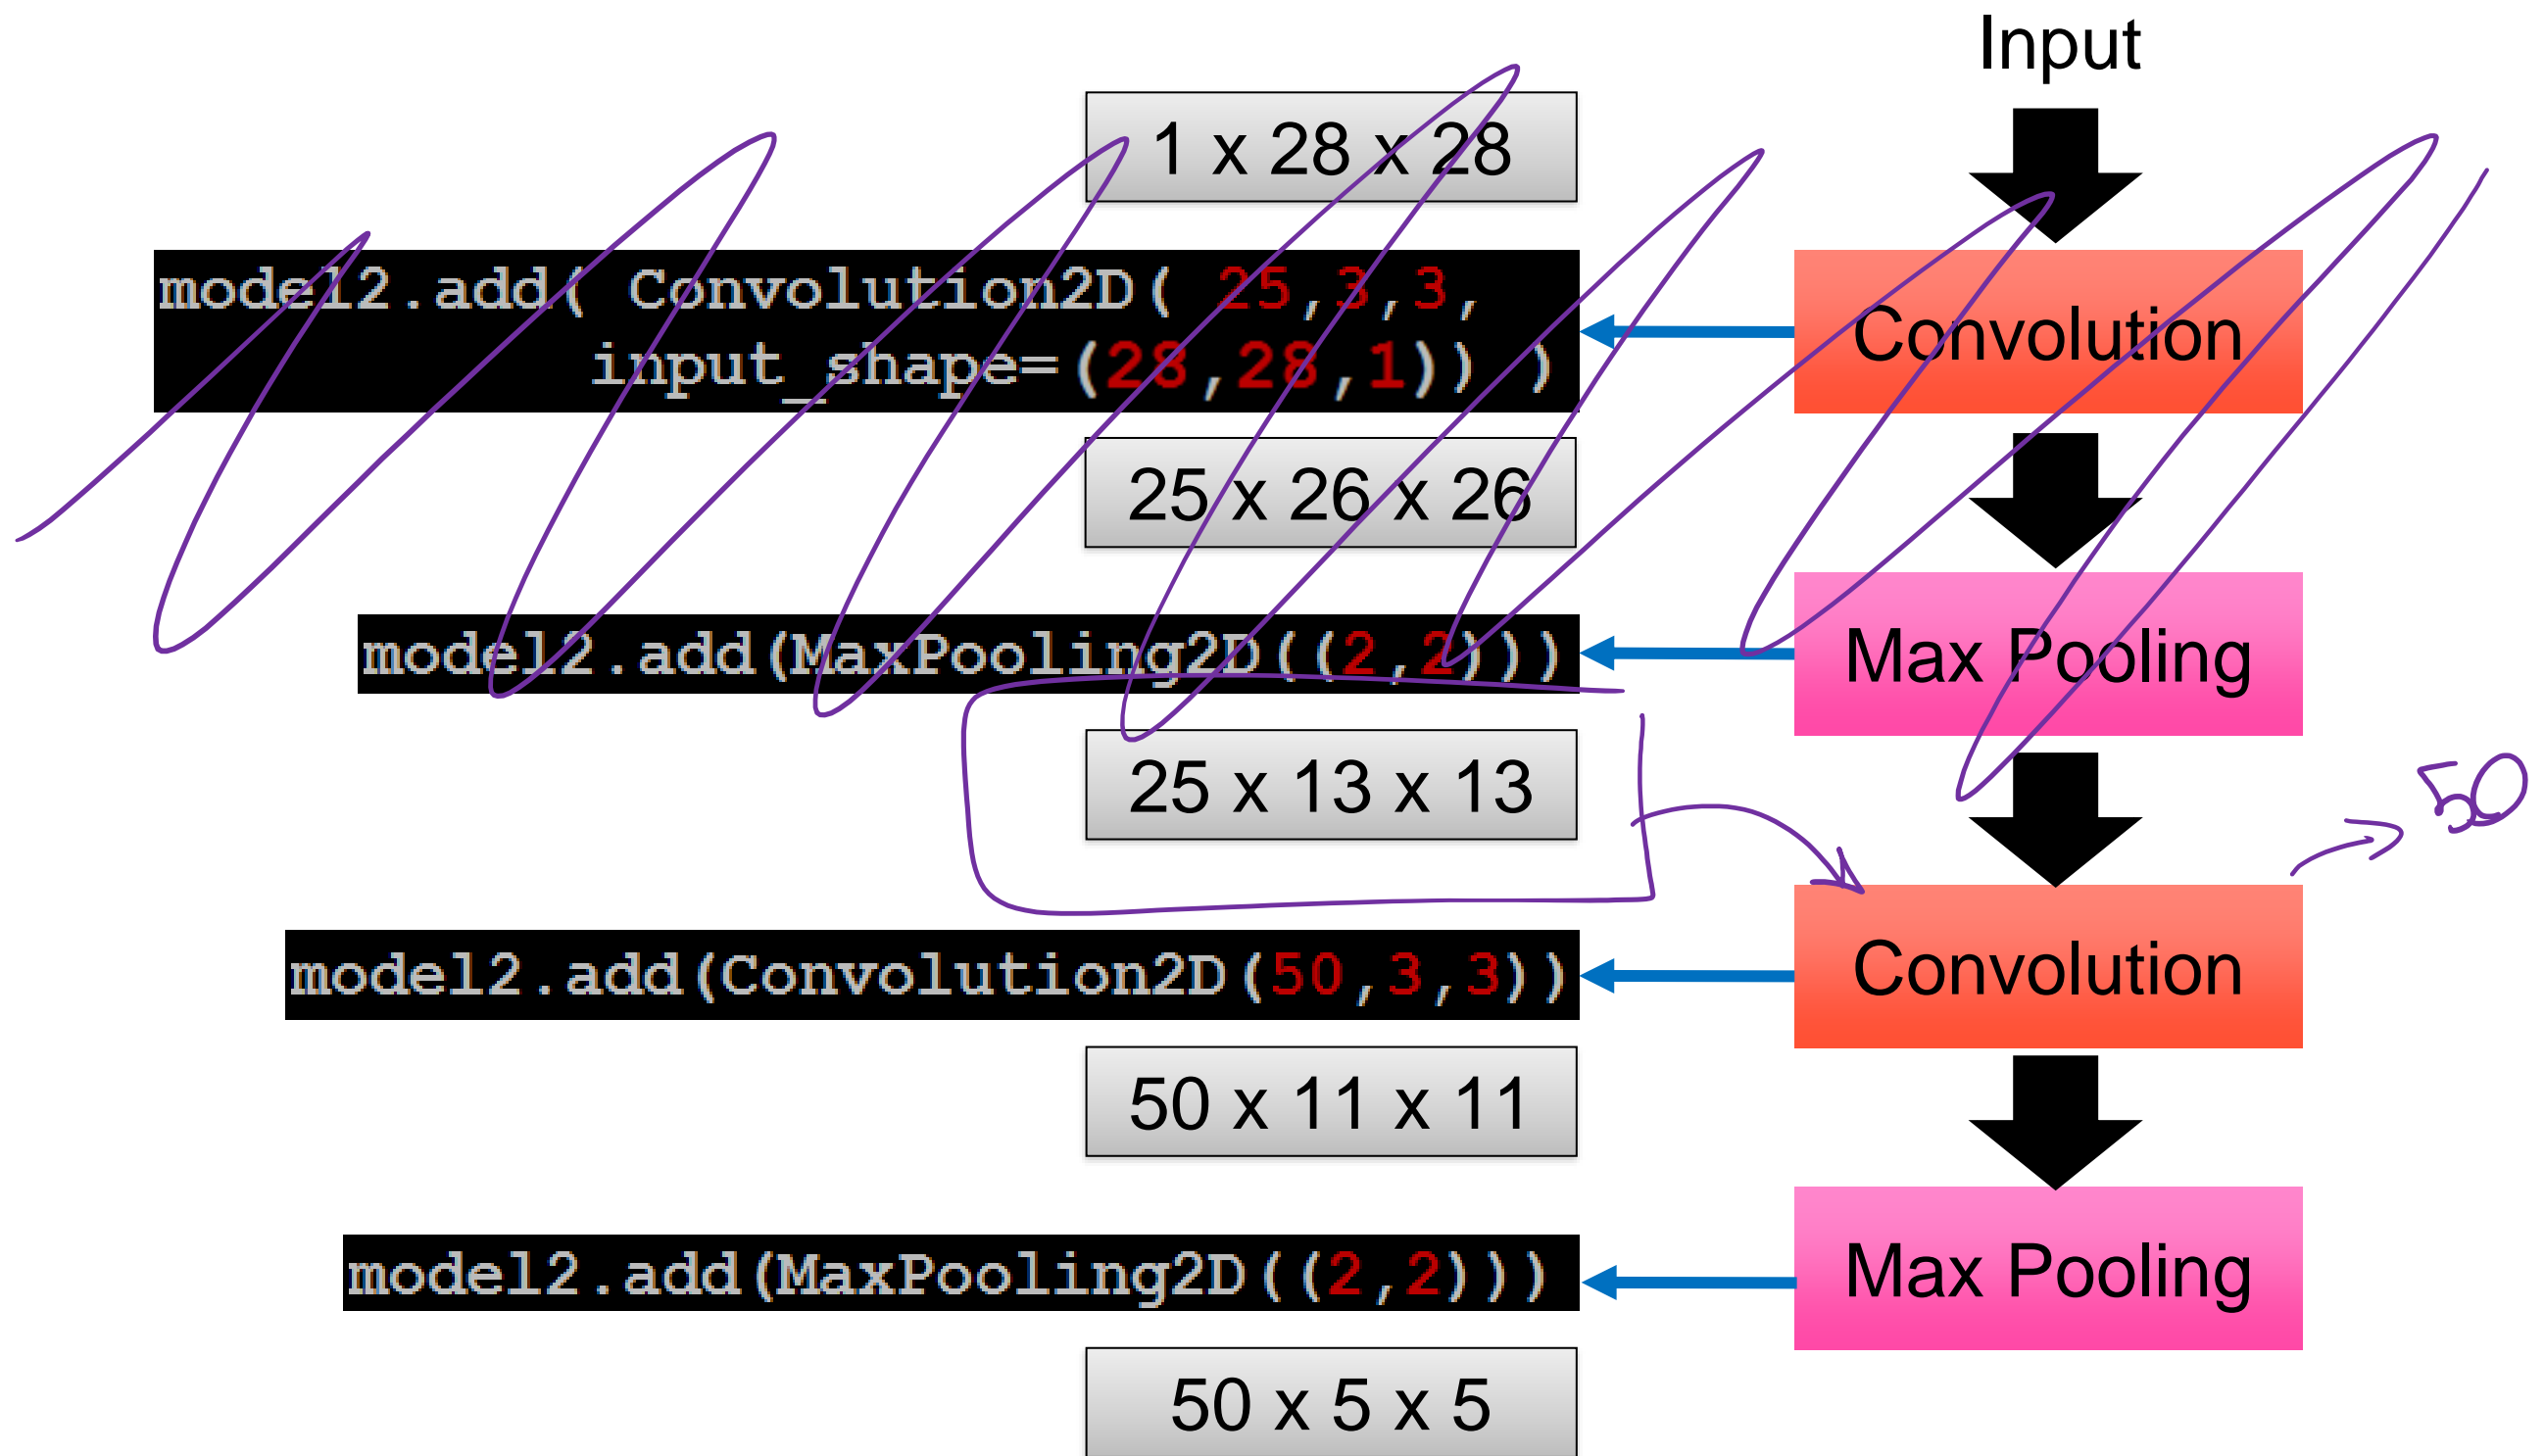 Input
1 x 28 x 28
model2.add( Convolution2D( 25,3,3,
input_shape=(28,28,1)) )
Convolution
25 x 26 x 26
model2.add(MaxPooling2D((2,2)))
Max Pooling
25 x 13 x 13
50
model2.add(Convolution2D(50,3,3))
Convolution
50 x 11 x 11
model2.add(MaxPooling2D((2,2)))
Max Pooling
50 x 5 x 5